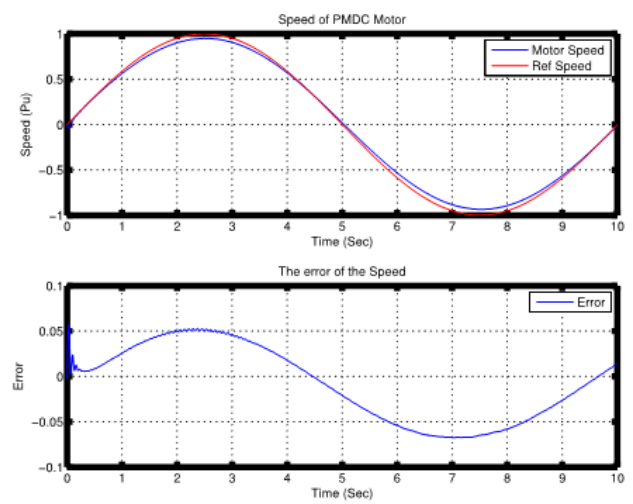 Speed of PMDC Motor
Speed (Pu)
1
0.5
0
−0.5
−1
Motor Speed
Ref Speed
0 1 2 3 4 5 6 7 8 9 10
Time (Sec)
The error of the Speed
Error
0.1
0.05
0
−0.05
−0.1
Error
0 1 2 3 4 5 6 7 8 9 10
Time (Sec)